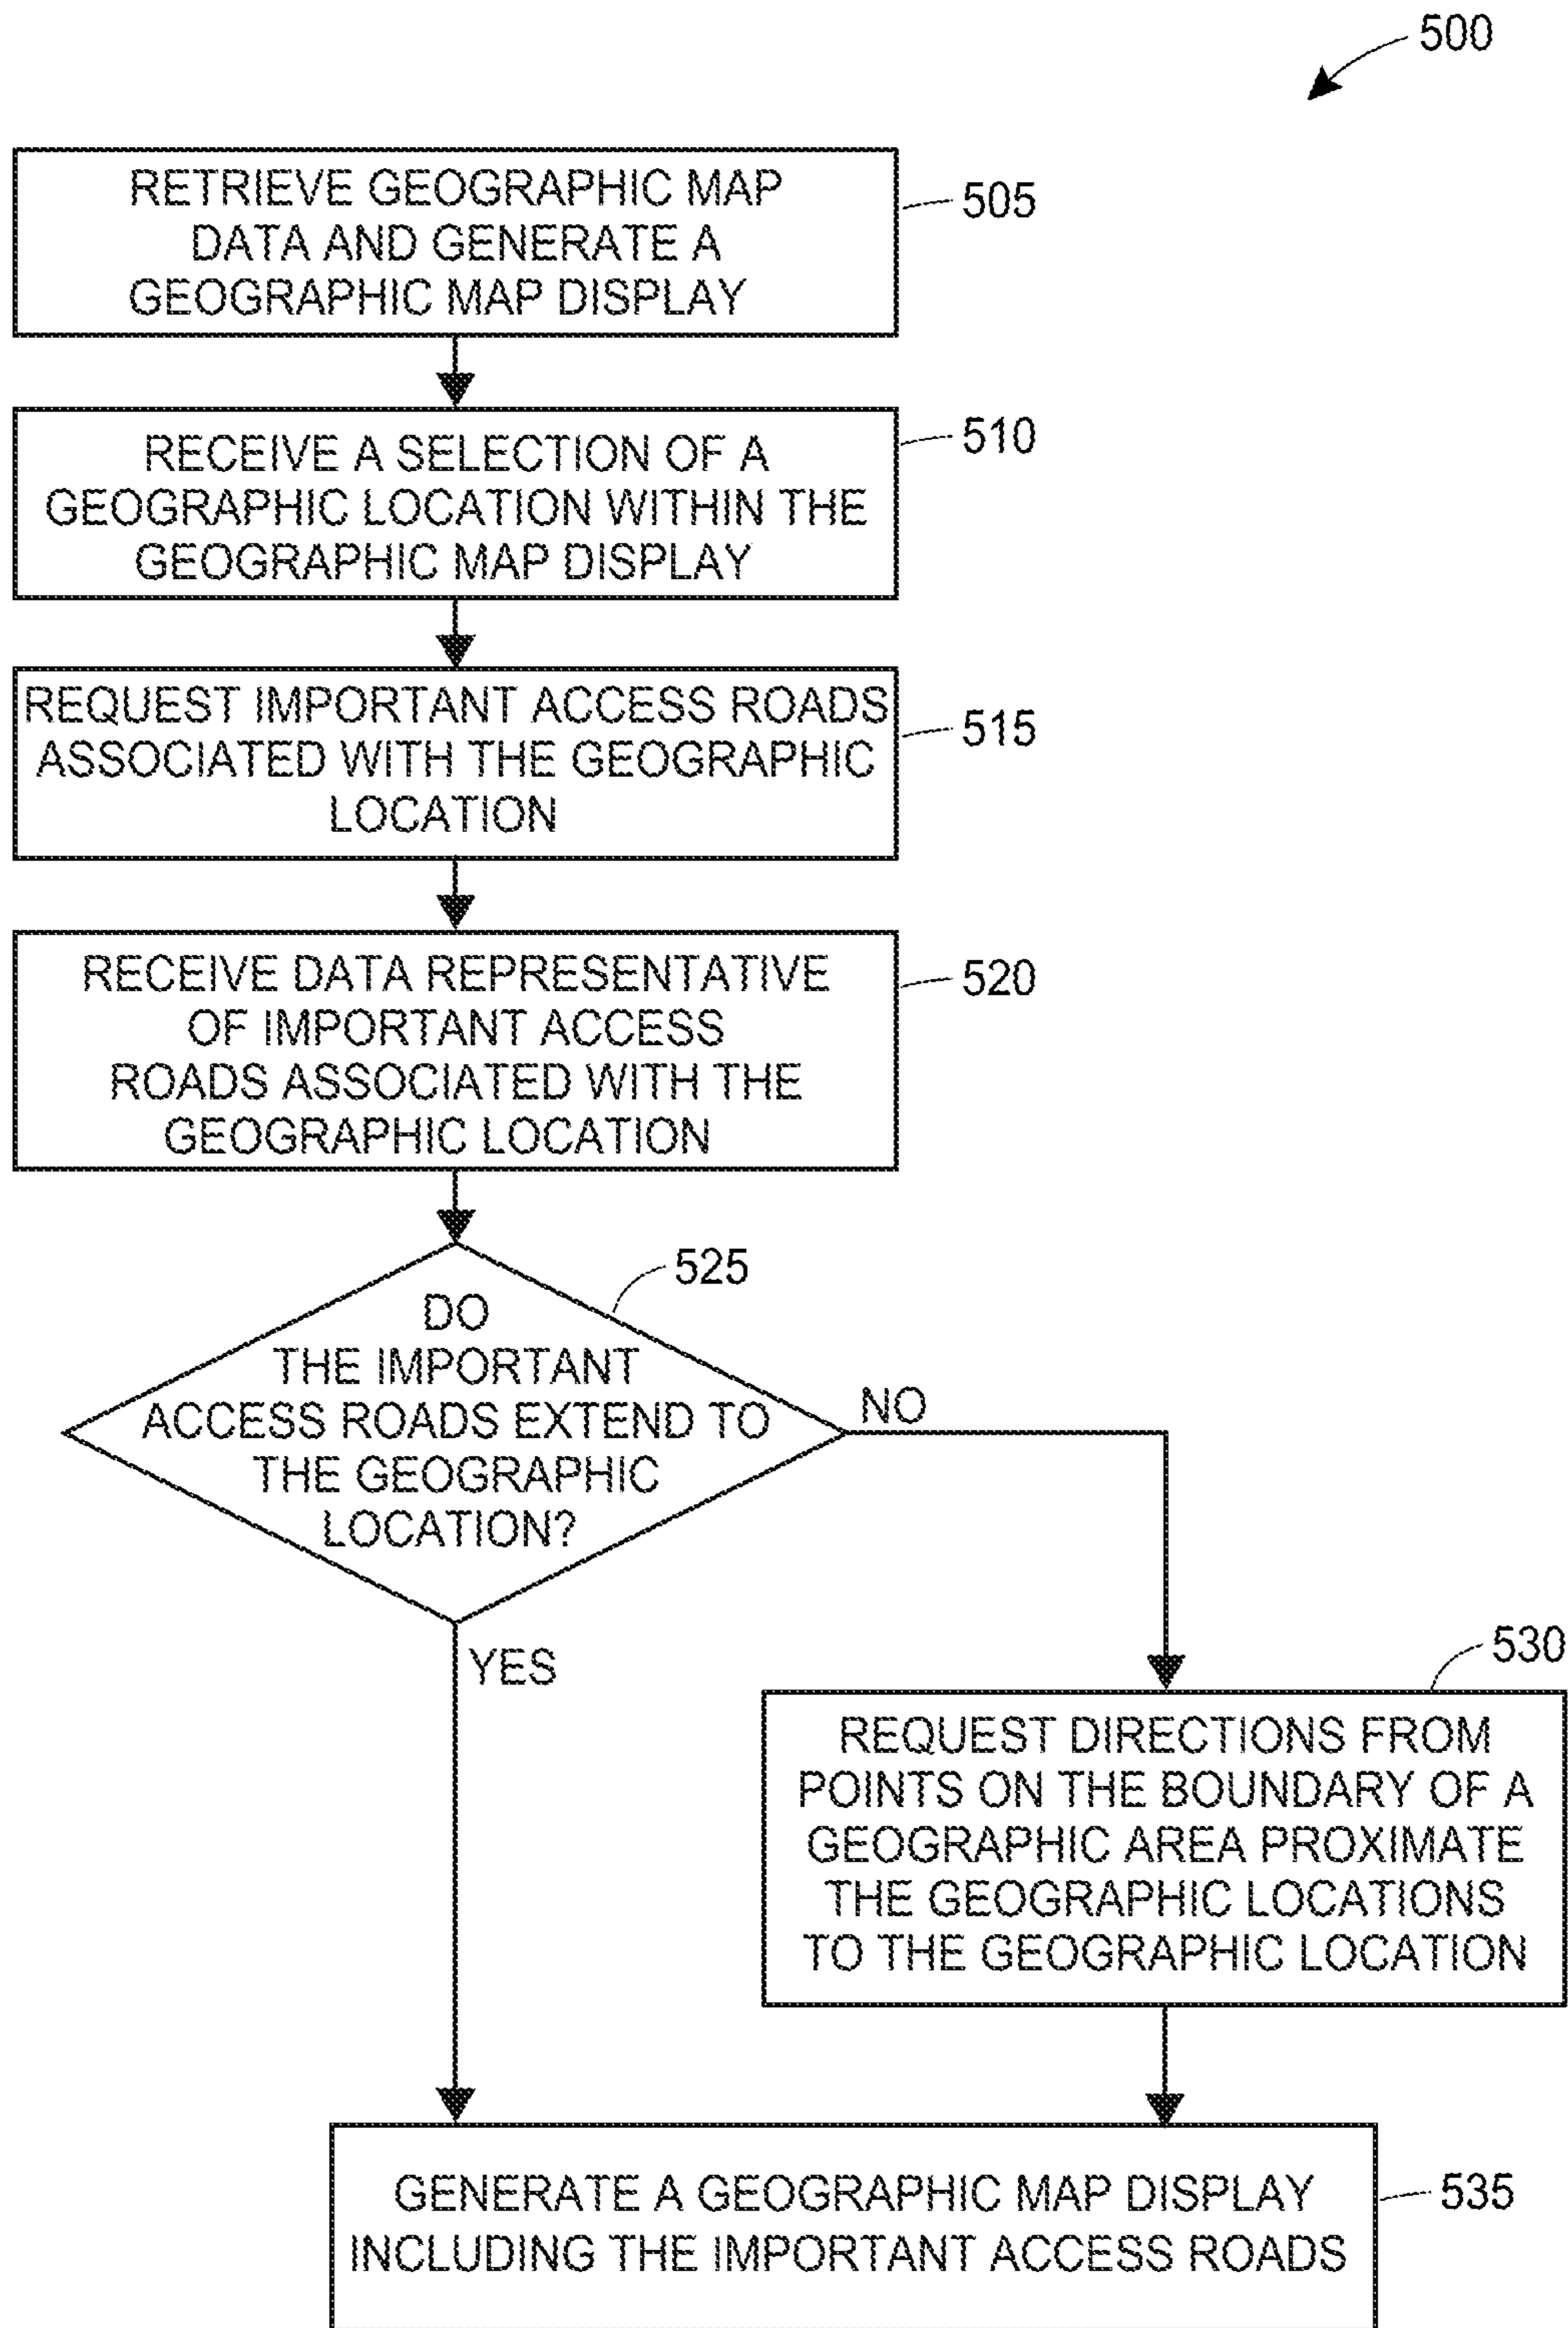 500
RETRIEVE GEOGRAPHIC MAP
DATA AND GENERATE A
GEOGRAPHIC MAP DISPLAY
505
RECEIVE A SELECTION OF A
GEOGRAPHIC LOCATION WITHIN THE
GEOGRAPHIC MAP DISPLAY
510
REQUEST IMPORTANT ACCESS ROADS
ASSOCIATED WITH THE GEOGRAPHIC
LOCATION
515
RECEIVE DATA REPRESENTATIVE
OF IMPORTANT ACCESS
ROADS ASSOCIATED WITH THE
GEOGRAPHIC LOCATION
520
DO
THE IMPORTANT
ACCESS ROADS EXTEND TO
THE GEOGRAPHIC
LOCATION?
525
NO
YES
REQUEST DIRECTIONS FROM
POINTS ON THE BOUNDARY OF A
GEOGRAPHIC AREA PROXIMATE
THE GEOGRAPHIC LOCATIONS
TO THE GEOGRAPHIC LOCATION
530
GENERATE A GEOGRAPHIC MAP DISPLAY
INCLUDING THE IMPORTANT ACCESS ROADS
535